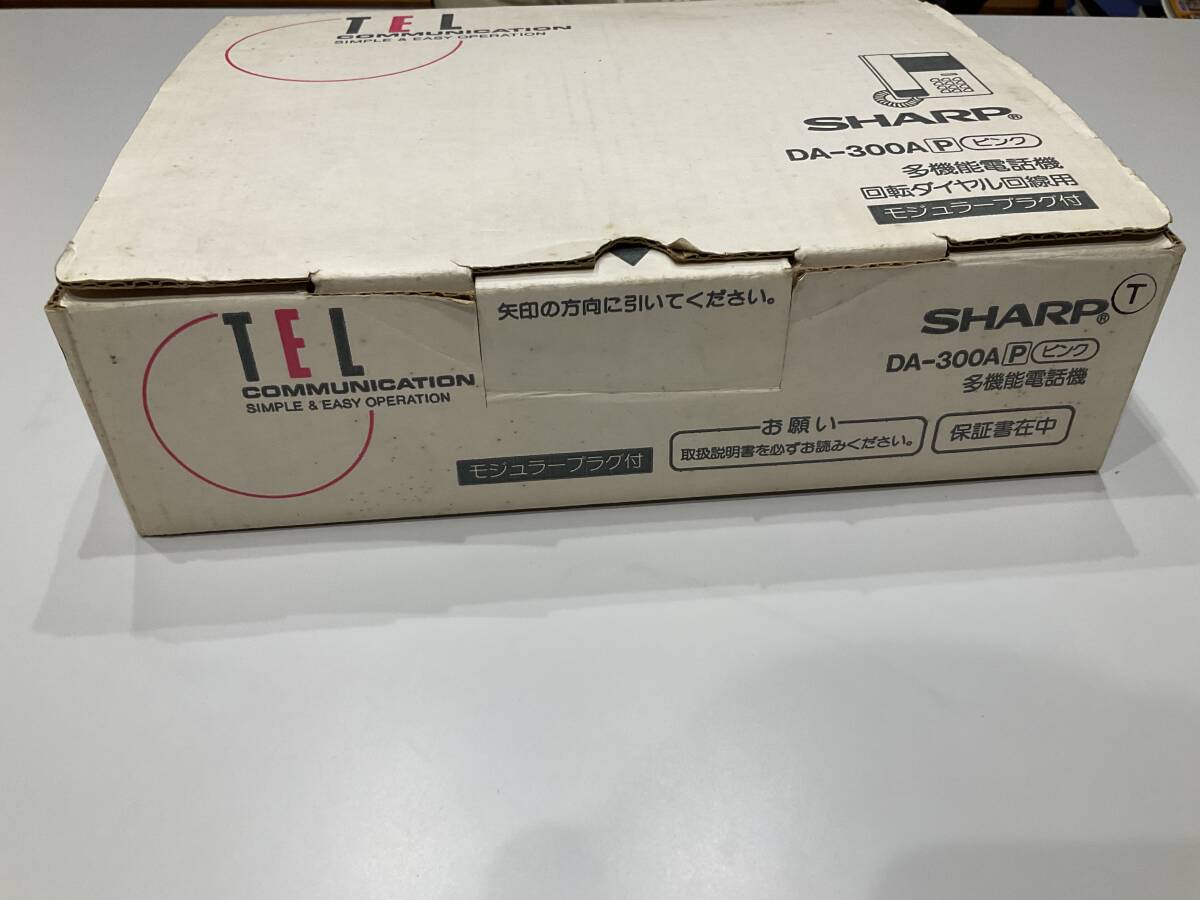 TEL
COMMUNICATION
SIMPLE & EASY OPERATION
SHARP®
DA-300A P ピンク
多機能電話機
回転ダイヤル回線用
モジュラープラグ付
矢印の方向に引いてください。
TEL
COMMUNICATION
SIMPLE & EASY OPERATION
モジュラープラグ付
お願い
取扱説明書を必ずお読みください。
SHARP®
T
DA-300A P ピンク
多機能電話機
保証書在中